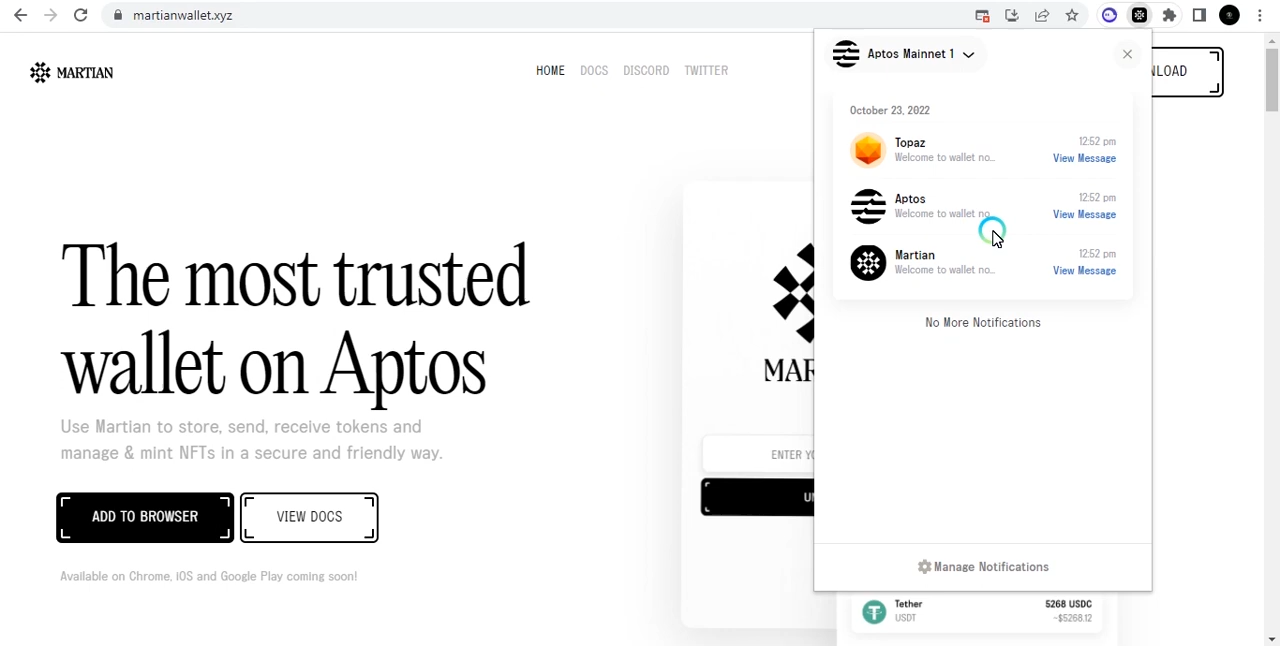 martianwallet.xyz
MARTIAN
HOME DOCS DISCORD TWITTER
NLOAD
The most trusted
wallet on Aptos
Use Martian to store, send, receive tokens and
manage & mint NFTs in a secure and friendly way.
ADD TO BROWSER
VIEW DOCS
Available on Chrome, iOS and Google Play coming soon!
MAR
ENTER YO
UN
Aptos Mainnet 1
October 23, 2022
Topaz
12:52 pm
Welcome to wallet no...
View Message
Aptos
12:52 pm
Welcome to wallet no...
View Message
Martian
12:52 pm
Welcome to wallet no...
View Message
No More Notifications
Manage Notifications
Tether
5268 USDC
USDT
~$5268.12